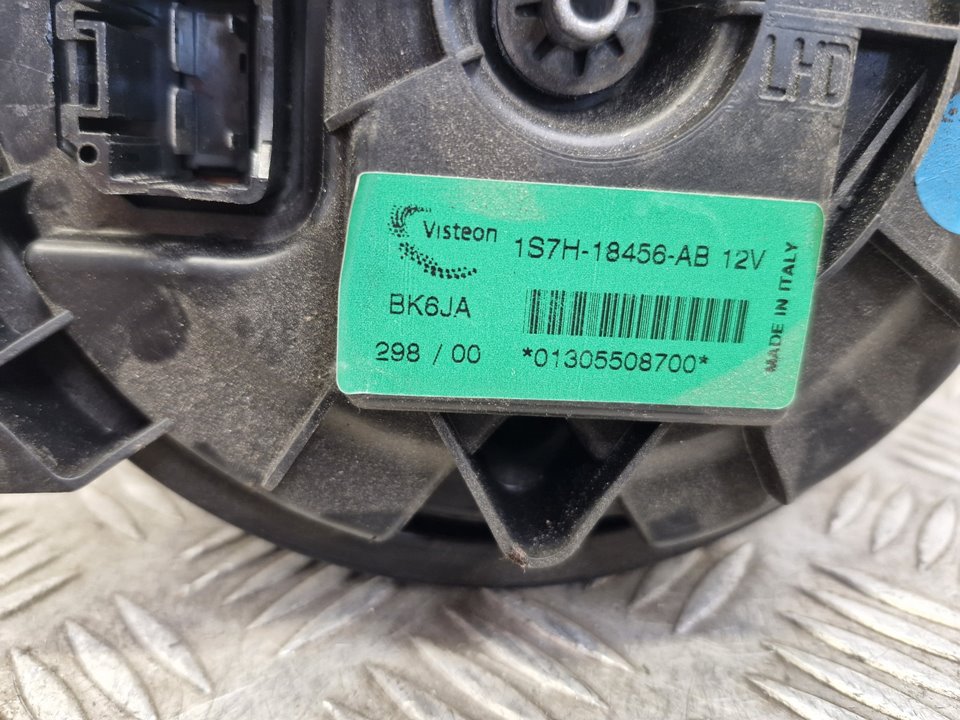 LHD
Visteon
1S7H-18456-AB 12V
BK6JA
298 / 00
*01305508700*
MADE IN ITALY